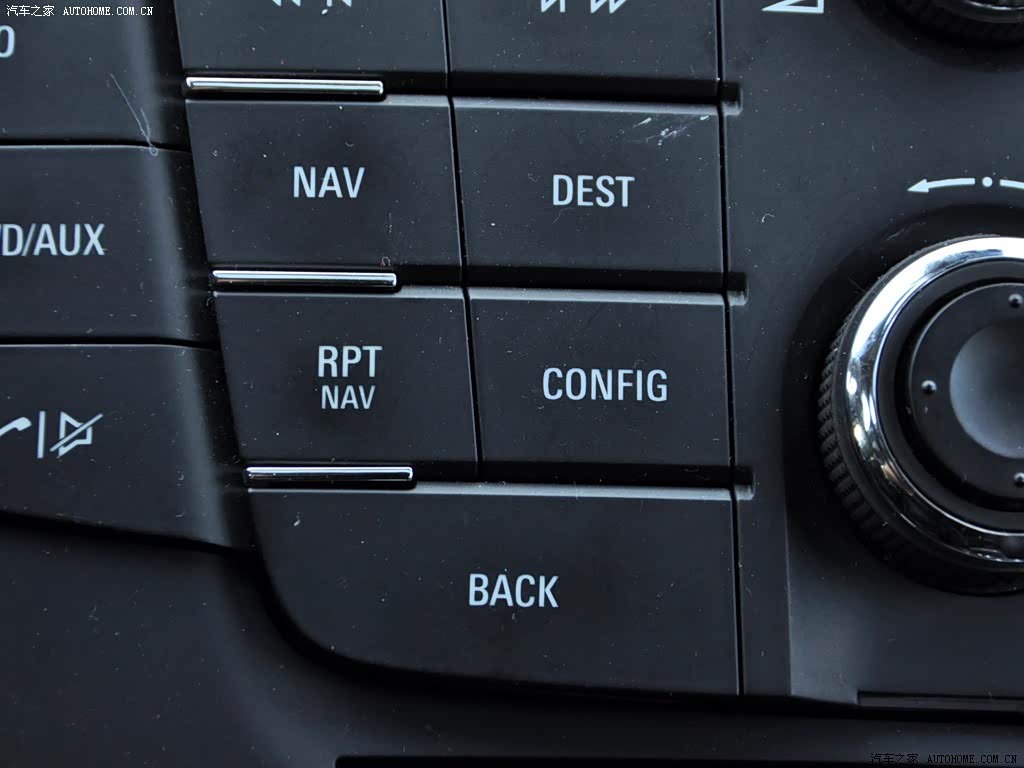 汽车之家 AUTOHOME.COM.CN
NAV
DEST
D/AUX
RPT
NAV
CONFIG
BACK
汽车之家 AUTOHOME.COM.CN